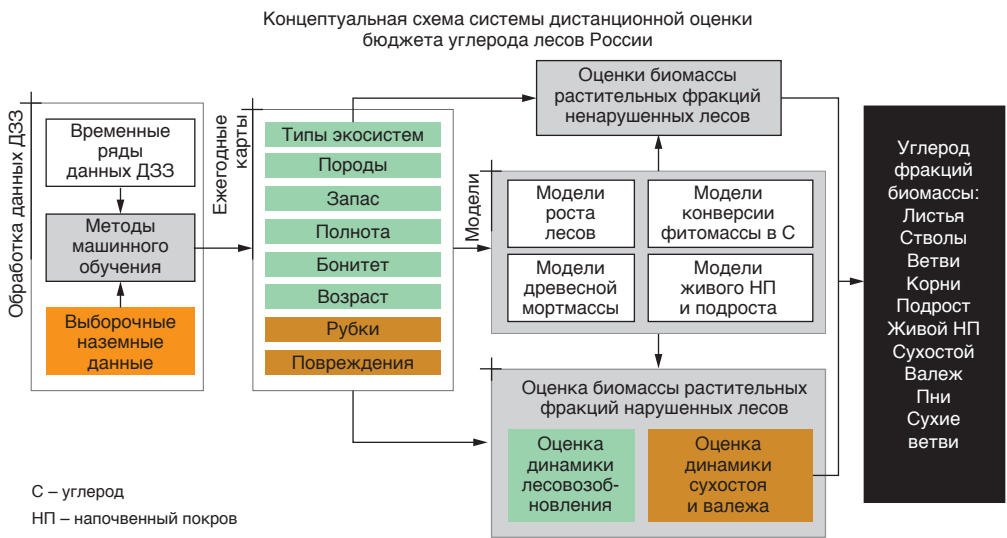 Концептуальная схема системы дистанционной оценки
бюджета углерода лесов России
Обработка данных ДЗЗ
Временные
ряды
данных ДЗЗ
Методы
машинного
обучения
Выборочные
наземные
данные
Ежегодные
карты
Типы экосистем
Породы
Запас
Полнота
Бонитет
Возраст
Рубки
Повреждения
Оценки биомассы
растительных фракций
ненарушенных лесов
Модели
Модели
роста
лесов
Модели
конверсии
фитомассы в С
Модели
древесной
мортмассы
Модели
живого НП
и подроста
Оценка биомассы растительных
фракций нарушенных лесов
Оценка
динамики
лесовозоб-
новления
Оценка
динамики
сухостоя
и валежа
Углерод
фракций
биомассы:
Листья
Стволы
Ветви
Корни
Подрост
Живой НП
Сухостой
Валеж
Пни
Сухие
ветви
С – углерод
НП – напочвенный покров